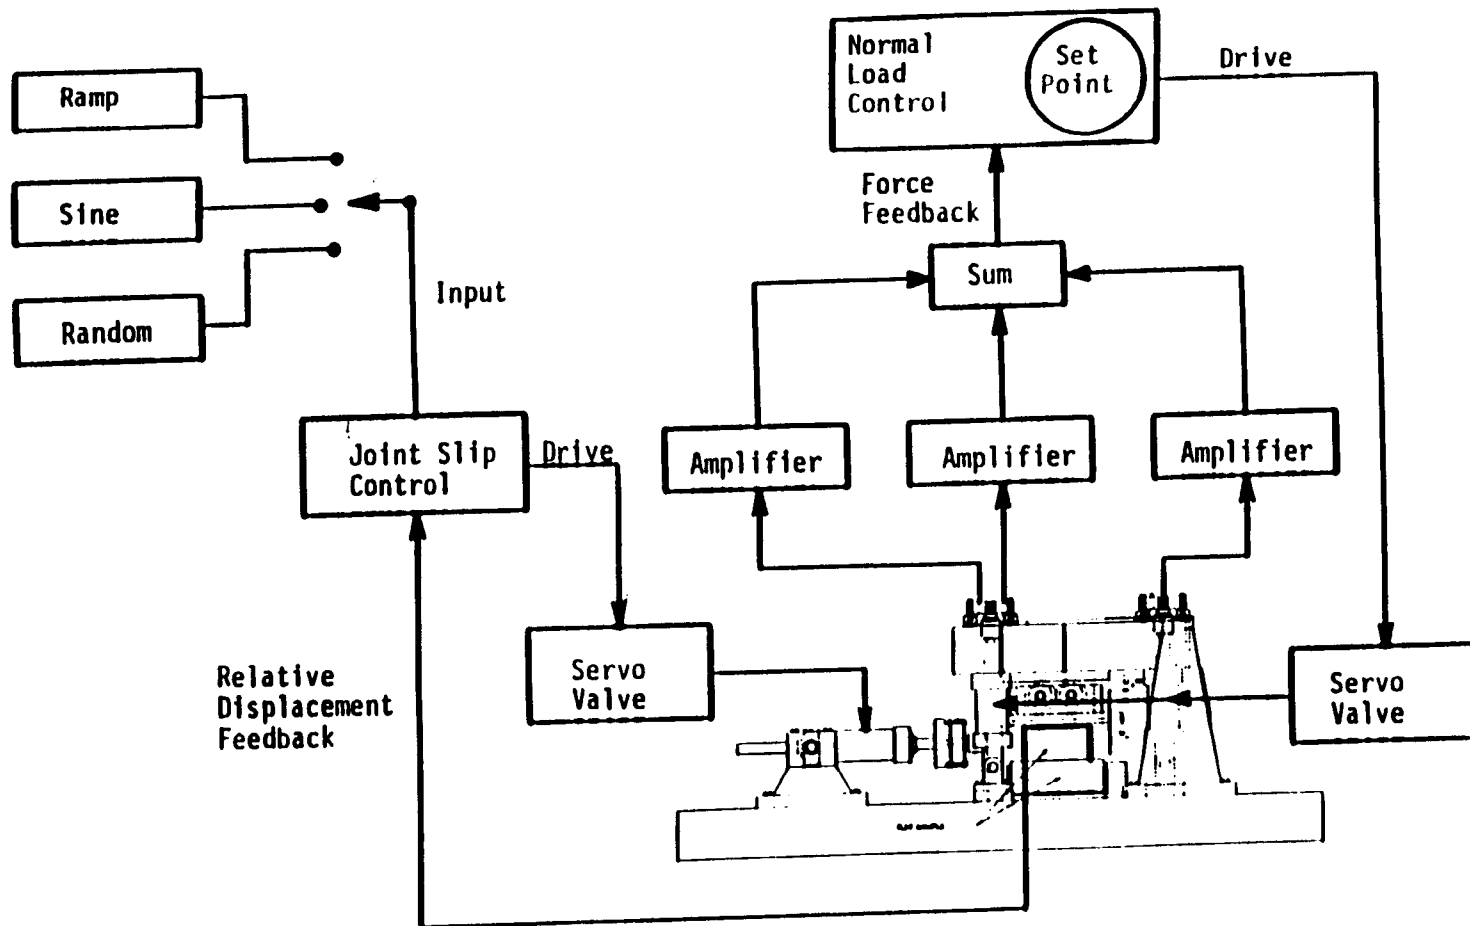 Ramp
Sine
Random
Input
Joint Slip
Control
Drive
Servo
Valve
Relative
Displacement
Feedback
Normal
Load
Control
Set
Point
Drive
Force
Feedback
Sum
Amplifier
Amplifier
Amplifier
Servo
Valve